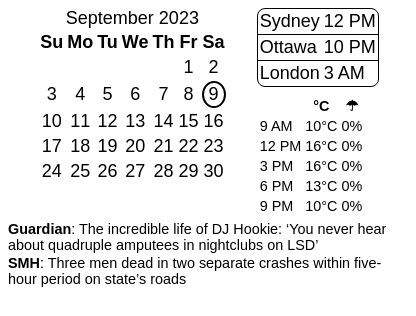 September 2023
Su Mo Tu We Th Fr Sa
1 2
3 4 5 6 7 8 9
10 11 12 13 14 15 16
17 18 19 20 21 22 23
24 25 26 27 28 29 30
Sydney 12 PM
Ottawa 10 PM
London 3 AM
°C ☂
9 AM 10°C 0%
12 PM 16°C 0%
3 PM 16°C 0%
6 PM 13°C 0%
9 PM 10°C 0%
Guardian: The incredible life of DJ Hookie: ‘You never hear
about quadruple amputees in nightclubs on LSD’
SMH: Three men dead in two separate crashes within five-
hour period on state’s roads